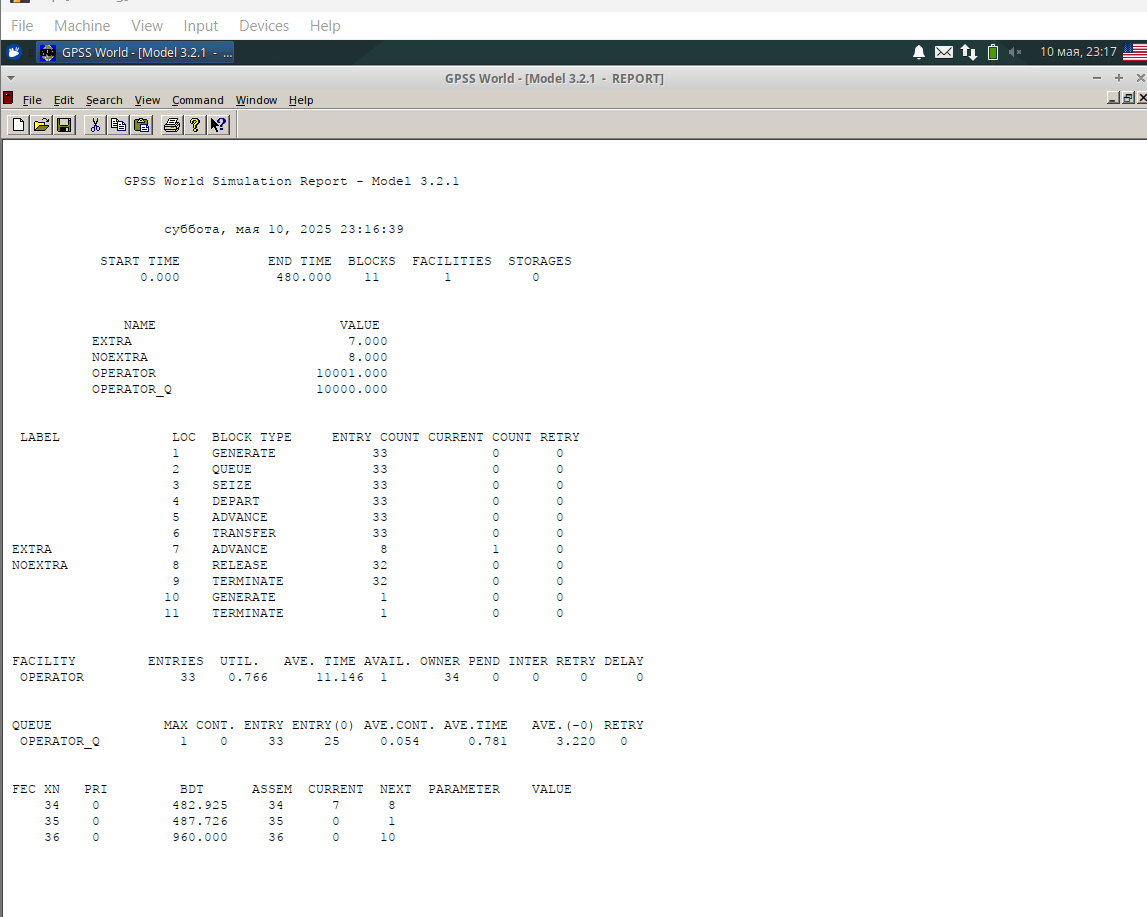 File Machine View Input Devices Help
GPSS World - [Model 3.2.1 - ...
10 мая, 23:17
GPSS World - [Model 3.2.1 - REPORT]
File Edit Search View Command Window Help
GPSS World Simulation Report - Model 3.2.1
суббота, мая 10, 2025 23:16:39
START TIME END TIME BLOCKS FACILITIES STORAGES
0.000 480.000 11 1 0
NAME VALUE
EXTRA 7.000
NOEXTRA 8.000
OPERATOR 10001.000
OPERATOR_Q 10000.000
LABEL LOC BLOCK TYPE ENTRY COUNT CURRENT COUNT RETRY
1 GENERATE 33 0 0
2 QUEUE 33 0 0
3 SEIZE 33 0 0
4 DEPART 33 0 0
5 ADVANCE 33 0 0
6 TRANSFER 33 0 0
EXTRA 7 ADVANCE 8 1 0
NOEXTRA 8 RELEASE 32 0 0
9 TERMINATE 32 0 0
10 GENERATE 1 0 0
11 TERMINATE 1 0 0
FACILITY ENTRIES UTIL. AVE. TIME AVAIL. OWNER PEND INTER RETRY DELAY
OPERATOR 33 0.766 11.146 1 34 0 0 0 0
QUEUE MAX CONT. ENTRY ENTRY(0) AVE.CONT. AVE.TIME AVE.(-0) RETRY
OPERATOR_Q 1 0 33 25 0.054 0.781 3.220 0
FEC XN PRI BDT ASSEM CURRENT NEXT PARAMETER VALUE
34 0 482.925 34 7 8
35 0 487.726 35 0 1
36 0 960.000 36 0 10